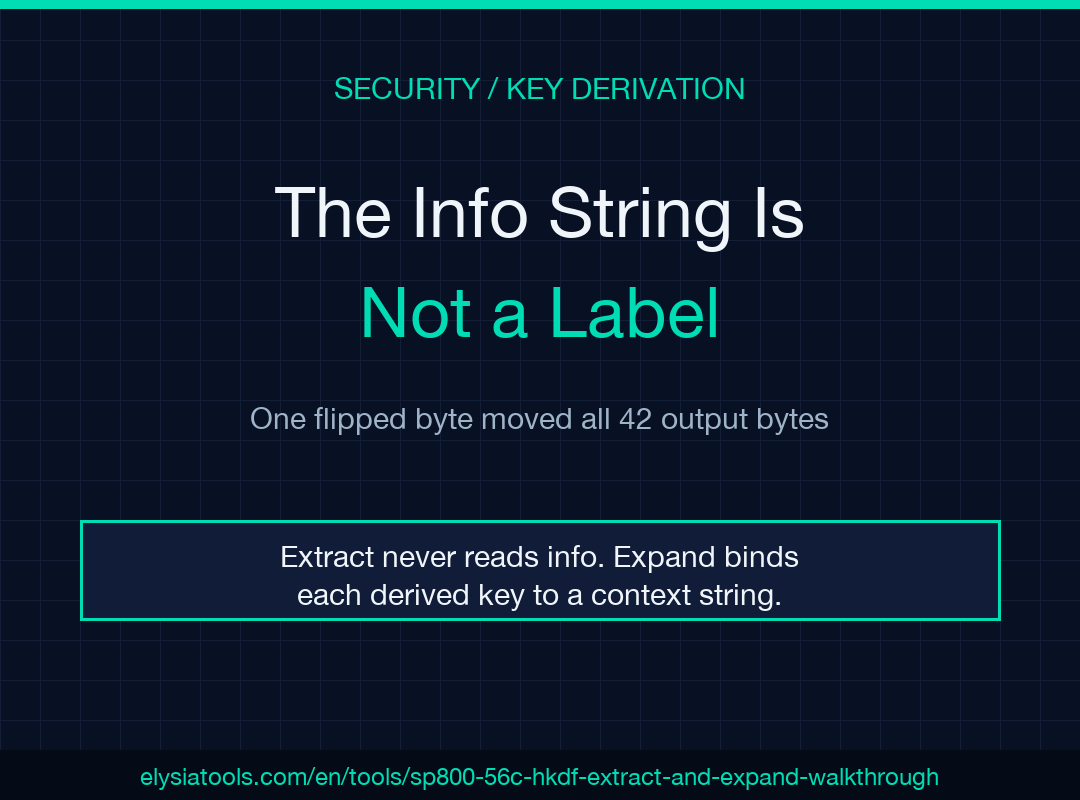 SECURITY / KEY DERIVATION
The Info String Is
Not a Label
One flipped byte moved all 42 output bytes
Extract never reads info. Expand binds
each derived key to a context string.
elysiatools.com/en/tools/sp800-56c-hkdf-extract-and-expand-walkthrough